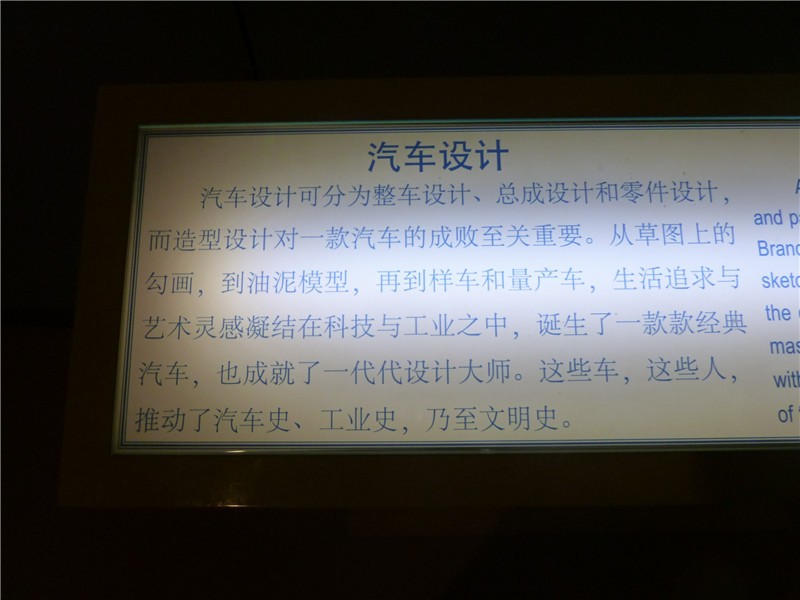 汽车设计
汽车设计可分为整车设计、总成设计和零件设计，
而造型设计对一款汽车的成败至关重要。从草图上的
勾画，到油泥模型，再到样车和量产车，生活追求与
艺术灵感凝结在科技与工业之中，诞生了一款款经典
汽车，也成就了一代代设计大师。这些车，这些人，
推动了汽车史、工业史，乃至文明史。
and
the
with
of